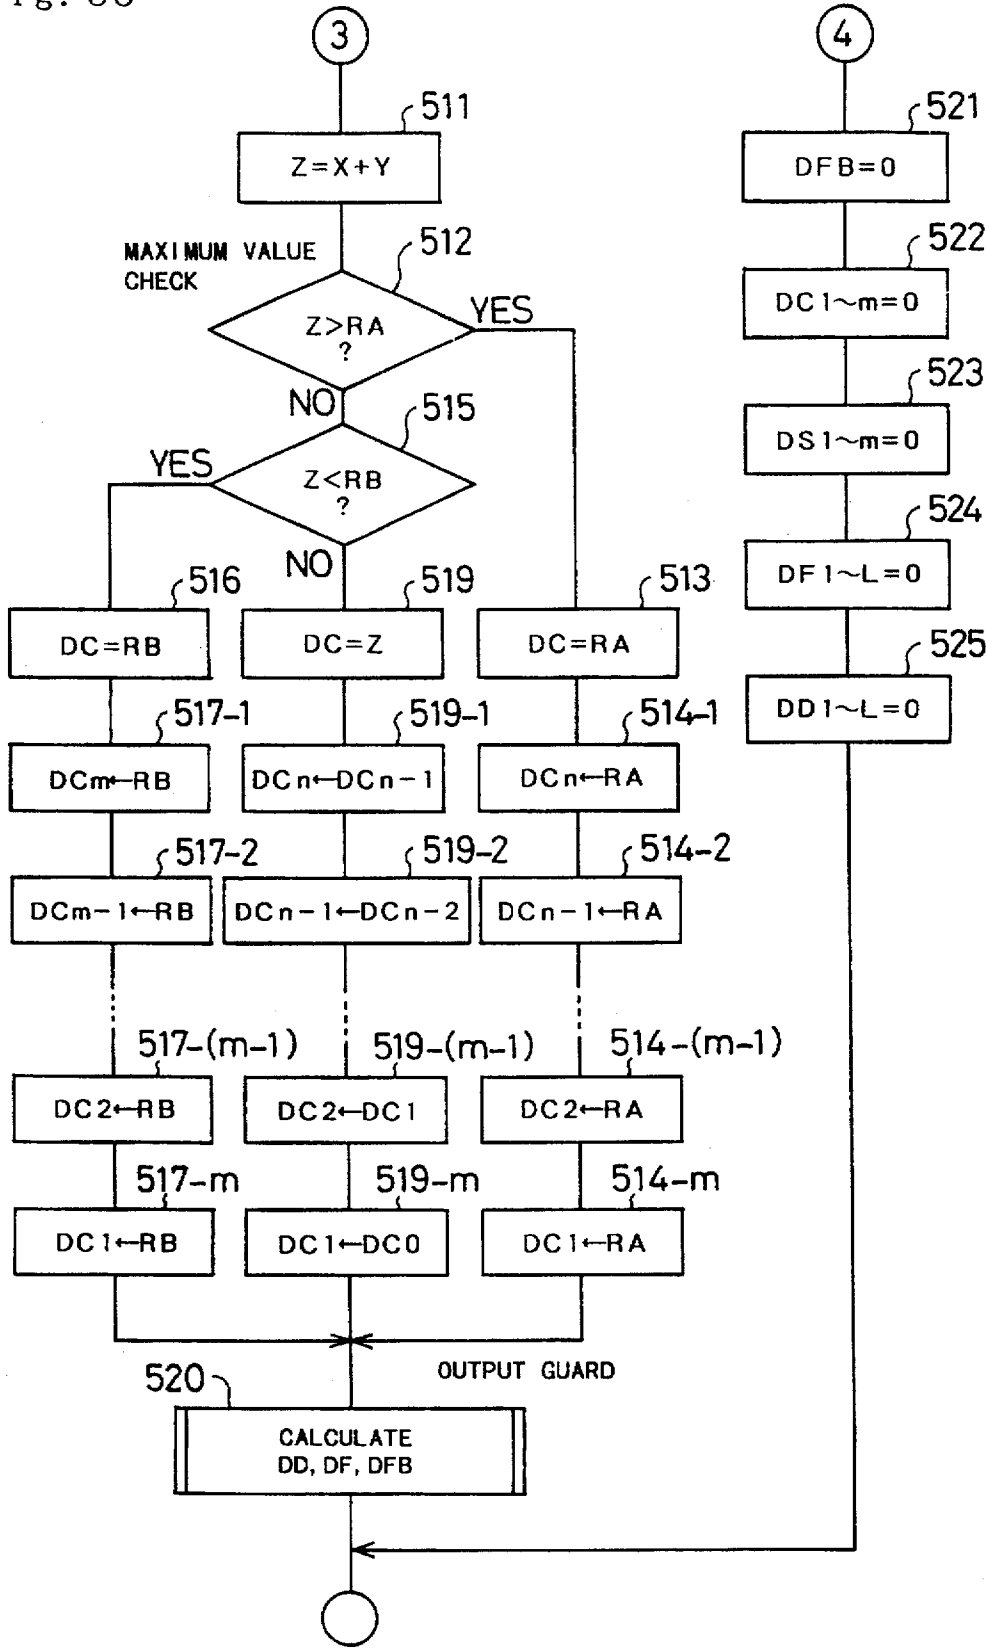 3
4
511
Z=X+Y
521
DFB=0
MAXIMUM VALUE
CHECK
512
Z>RA
?
YES
NO
522
DC1~m=0
515
Z<RB
?
YES
NO
523
DS1~m=0
524
DF1~L=0
516
DC=RB
519
DC=Z
513
DC=RA
525
DD1~L=0
517-1
DCm←RB
519-1
DCn←DCn-1
514-1
DCn←RA
517-2
DCm-1←RB
519-2
DCn-1←DCn-2
514-2
DCn-1←RA
517-(m-1)
DC2←RB
519-(m-1)
DC2←DC1
514-(m-1)
DC2←RA
517-m
DC1←RB
519-m
DC1←DC0
514-m
DC1←RA
OUTPUT GUARD
520
CALCULATE
DD, DF, DFB